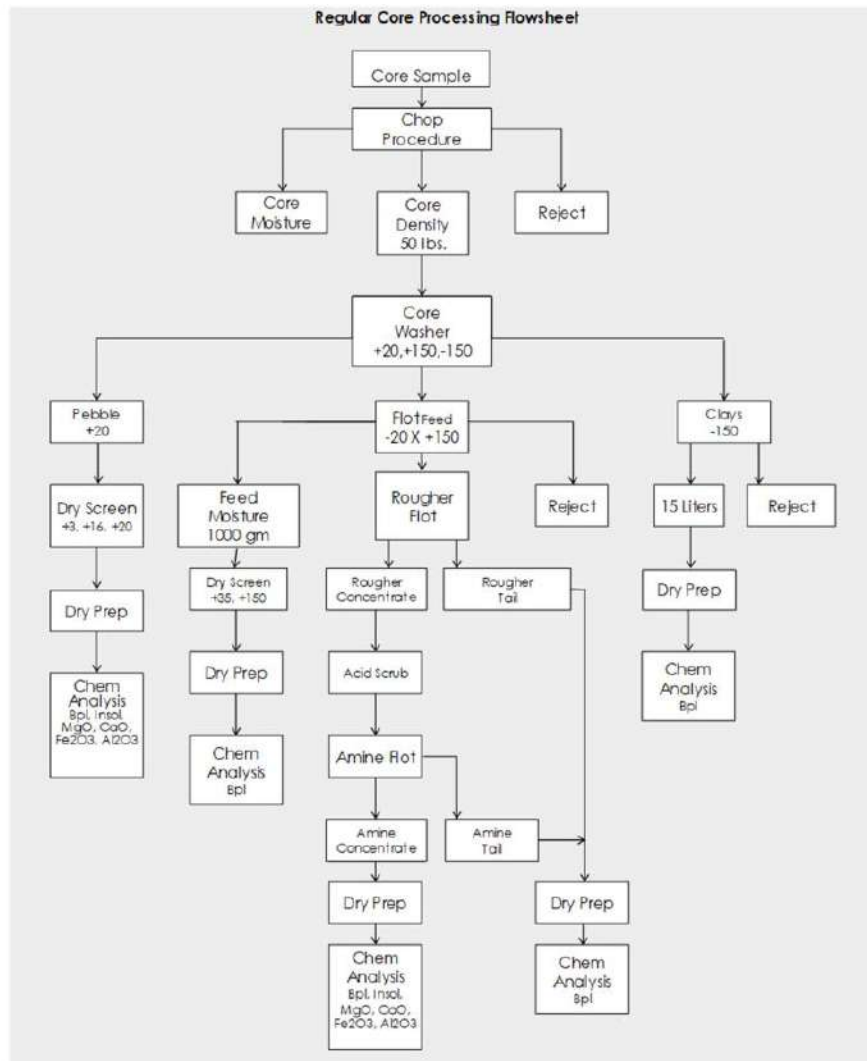 Regular Core Processing Flowsheet
Core Sample
Chop
Procedure
Core
Moisture
Core
Density
50 lbs.
Reject
Core
Washer
+20,+150,-150
Pebble
+20
Flot Feed
-20 X +150
Clays
-150
Dry Screen
+3, +16, +20
Feed
Moisture
1000 gm
Rougher
Flot
Reject
15 Liters
Reject
Dry Screen
+35, +150
Rougher
Concentrate
Rougher
Tail
Dry Prep
Dry Prep
Dry Prep
Acid Scrub
Chem
Analysis
Bpl, Insol,
MgO, CaO,
Fe2O3, Al2O3
Chem
Analysis
Bpl
Amine Flot
Chem
Analysis
Bpl
Amine
Concentrate
Amine
Tail
Dry Prep
Dry Prep
Chem
Analysis
Bpl, Insol,
MgO, CaO,
Fe2O3, Al2O3
Chem
Analysis
Bpl